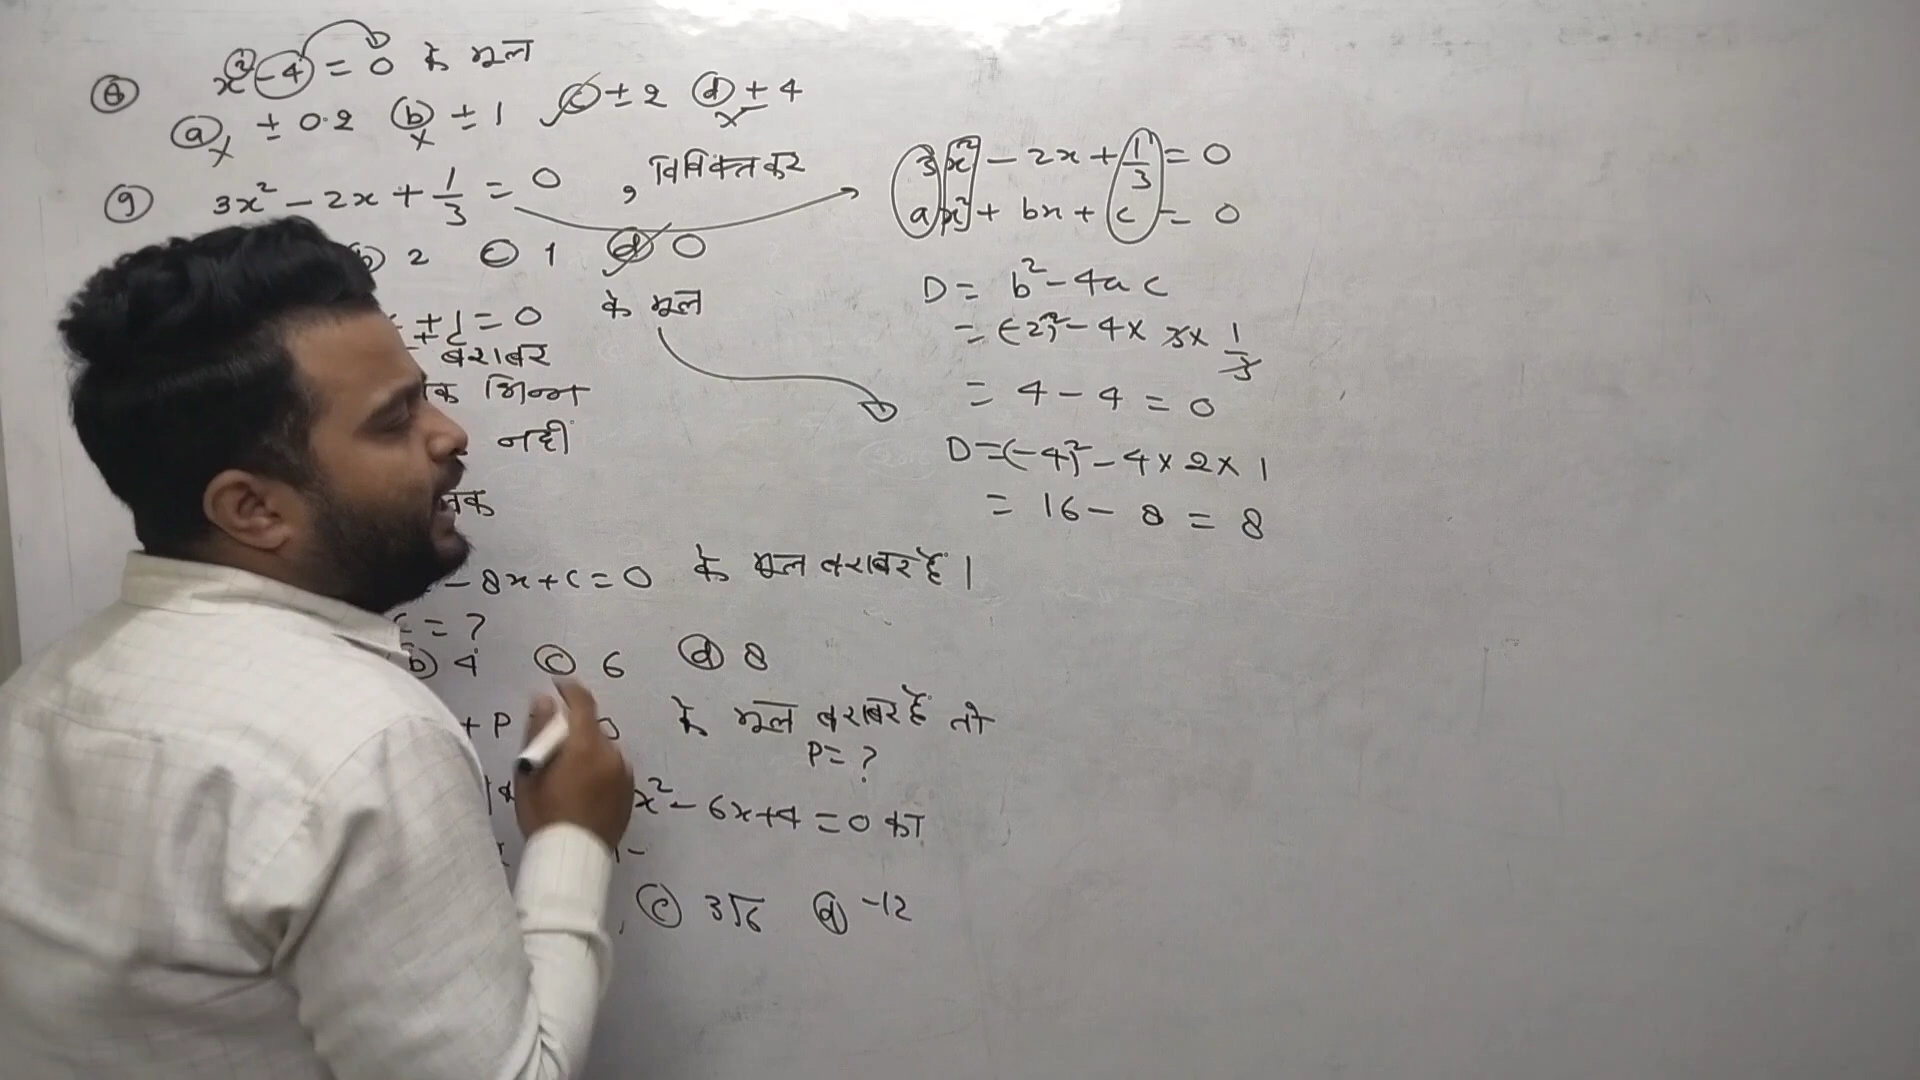 ⑧ x² - 4 = 0 के मूल
ⓐ ± 0.2 ⓑ ± 1 ⓒ ± 2 ⓓ ± 4
⑨ 3x² - 2x + 1/3 = 0 , विविक्तकर
ⓑ 2 ⓒ 1 ⓓ 0
+ 1 = 0 के मूल
बराबर
भिन्न
नहीं
- 8x + c = 0 के मूल बराबर हैं।
c = ?
ⓑ 4 ⓒ 6 ⓓ 8
+ P 0 के मूल बराबर हैं तो
P = ?
x² - 6x + 4 = 0 का
ⓒ 3√6 ⓓ -12
3x² - 2x + 1/3 = 0
ax² + bx + c = 0
D = b² - 4ac
= (-2)² - 4 × 3 × 1/3
= 4 - 4 = 0
D = (-4)² - 4 × 2 × 1
= 16 - 8 = 8